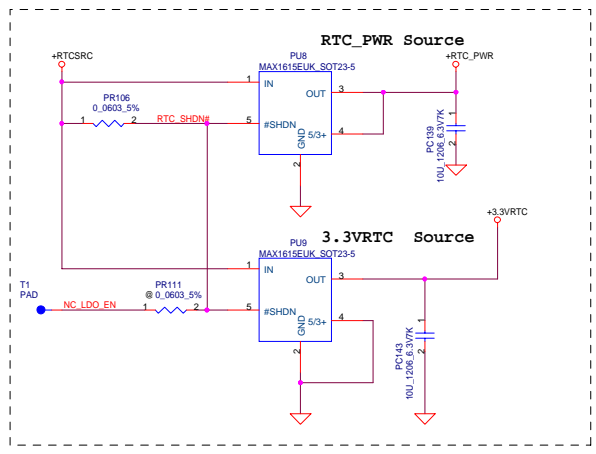 RTC_PWR Source
+RTCSRC
PU8
MAX1615EUK_SOT23-5
+RTC_PWR
1
IN
OUT
3
PR106
0_0603_5%
1
2
RTC_SHDN#
5
#SHDN
5/3+
4
GND
2
1
2
PC139
10U_1206_6.3V7K
+3.3VRTC
3.3VRTC Source
PU9
MAX1615EUK_SOT23-5
1
IN
OUT
3
T1
PAD
NC_LDO_EN
PR111
@ 0_0603_5%
1
2
5
#SHDN
5/3+
4
GND
2
1
2
PC143
10U_1206_6.3V7K